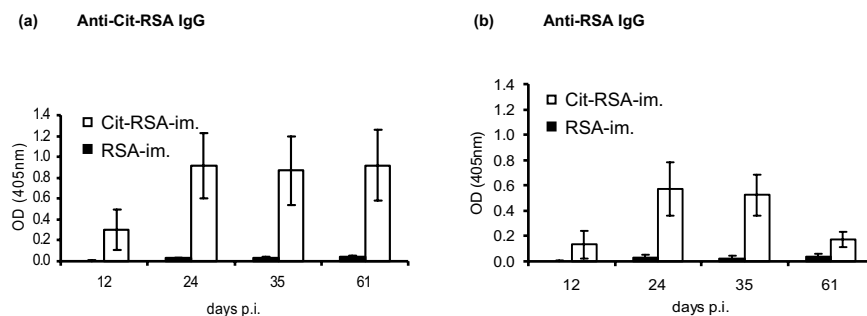 (a) Anti-Cit-RSA IgG
OD (405nm)
1.4
1.2
1.0
0.8
0.6
0.4
0.2
0.0
Cit-RSA-im.
RSA-im.
12 24 35 61
days p.i.
(b) Anti-RSA IgG
OD (405nm)
1.4
1.2
1.0
0.8
0.6
0.4
0.2
0.0
Cit-RSA-im.
RSA-im.
12 24 35 61
days p.i.